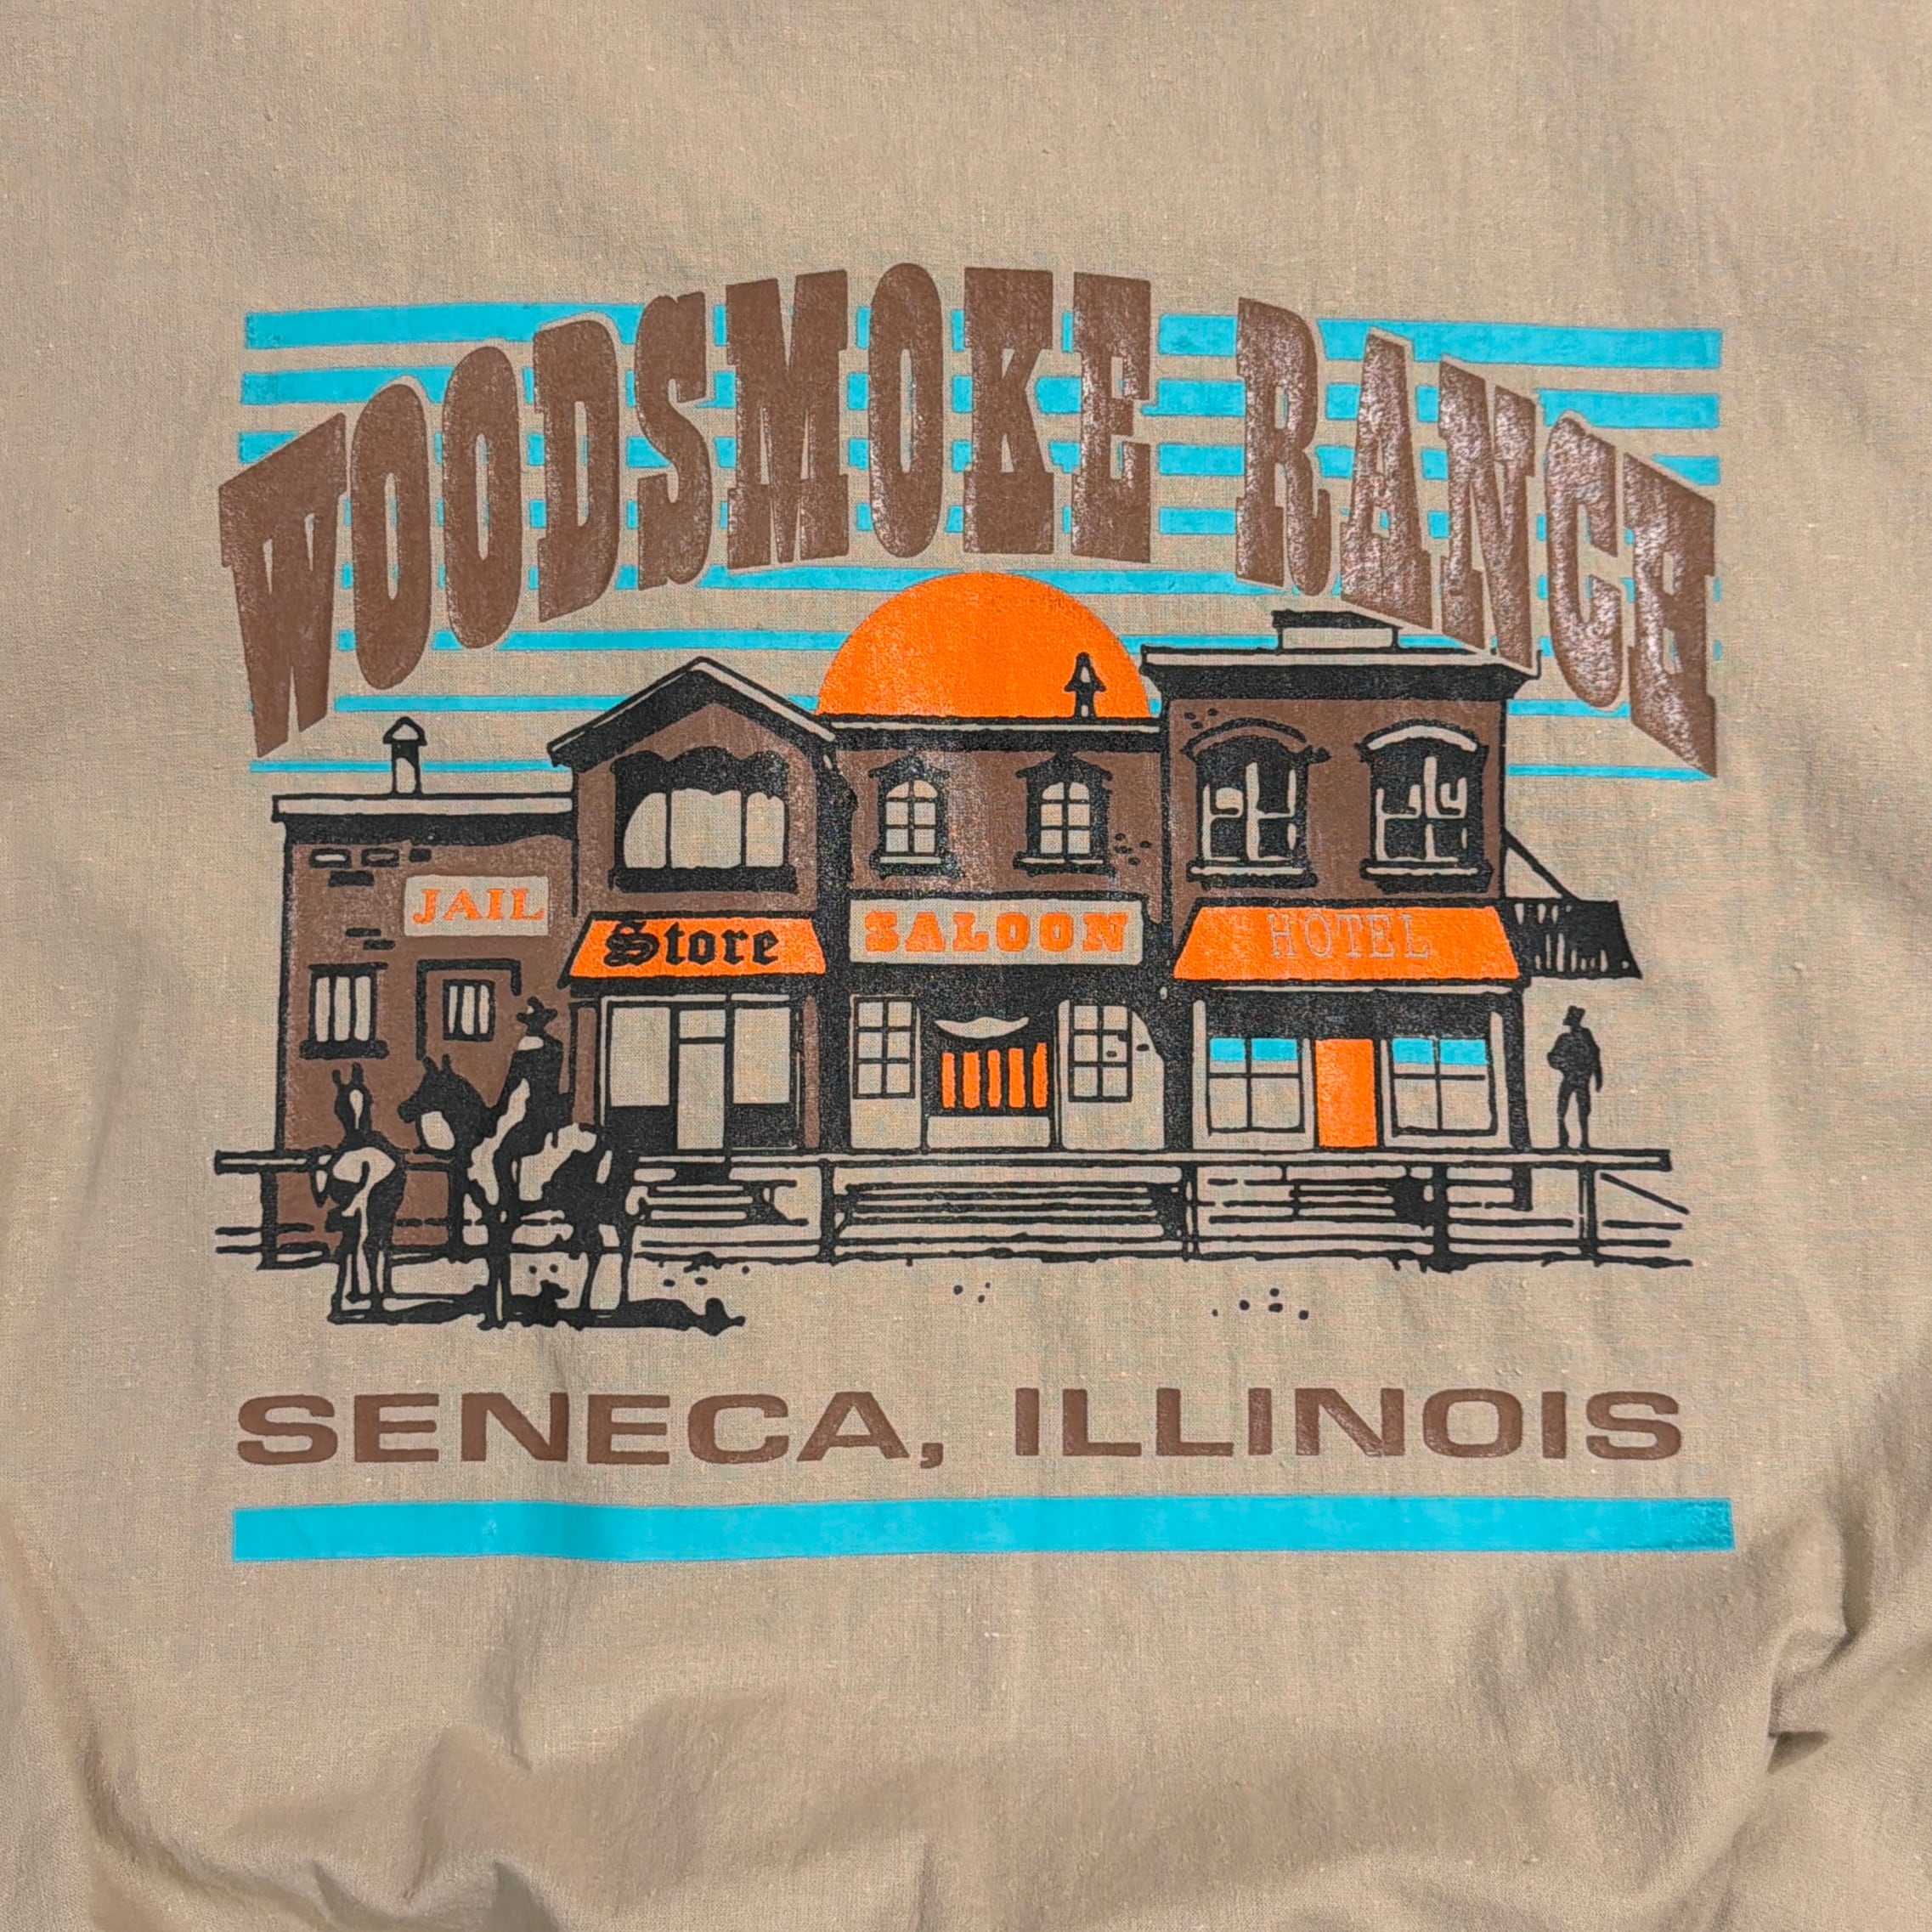 WOODSMOKE RANCH
JAIL
Store
SALOON
HOTEL
SENECA, ILLINOIS